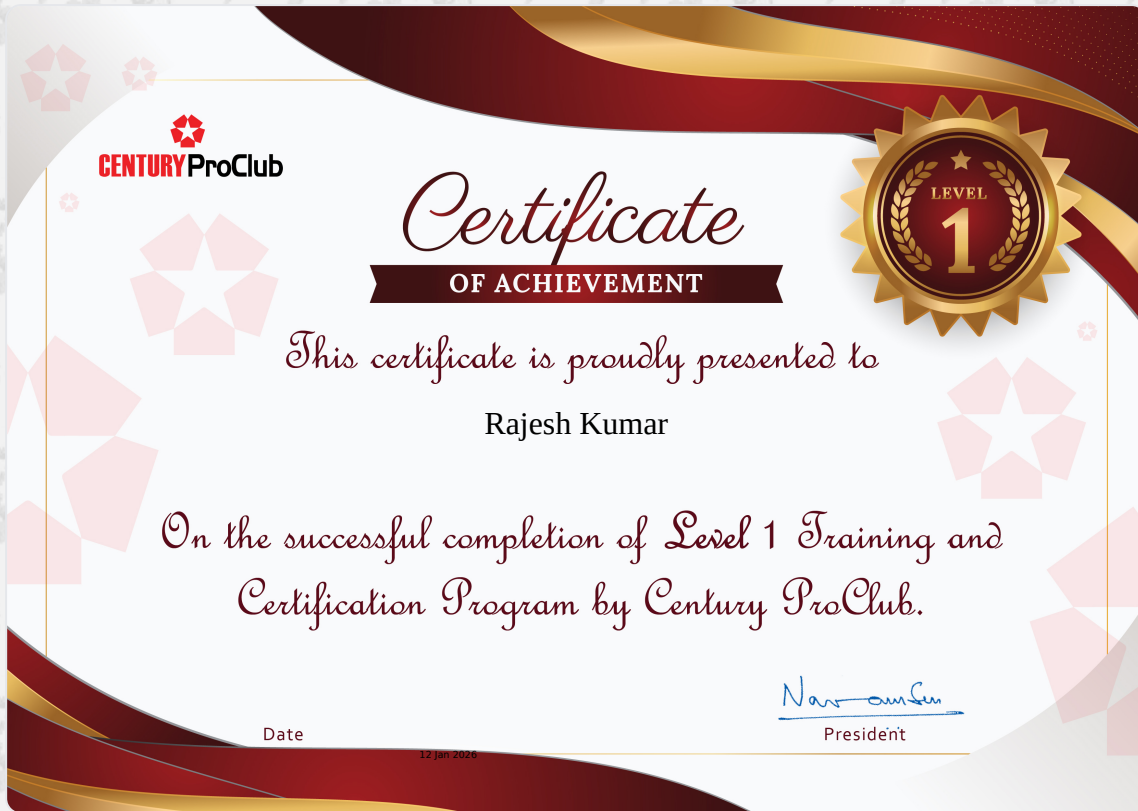 CENTURY ProClub
LEVEL
1
Certificate
OF ACHIEVEMENT
This certificate is proudly presented to
Rajesh Kumar
On the successful completion of Level 1 Training and
Certification Program by Century ProClub.
Date
President
12 Jan 2026